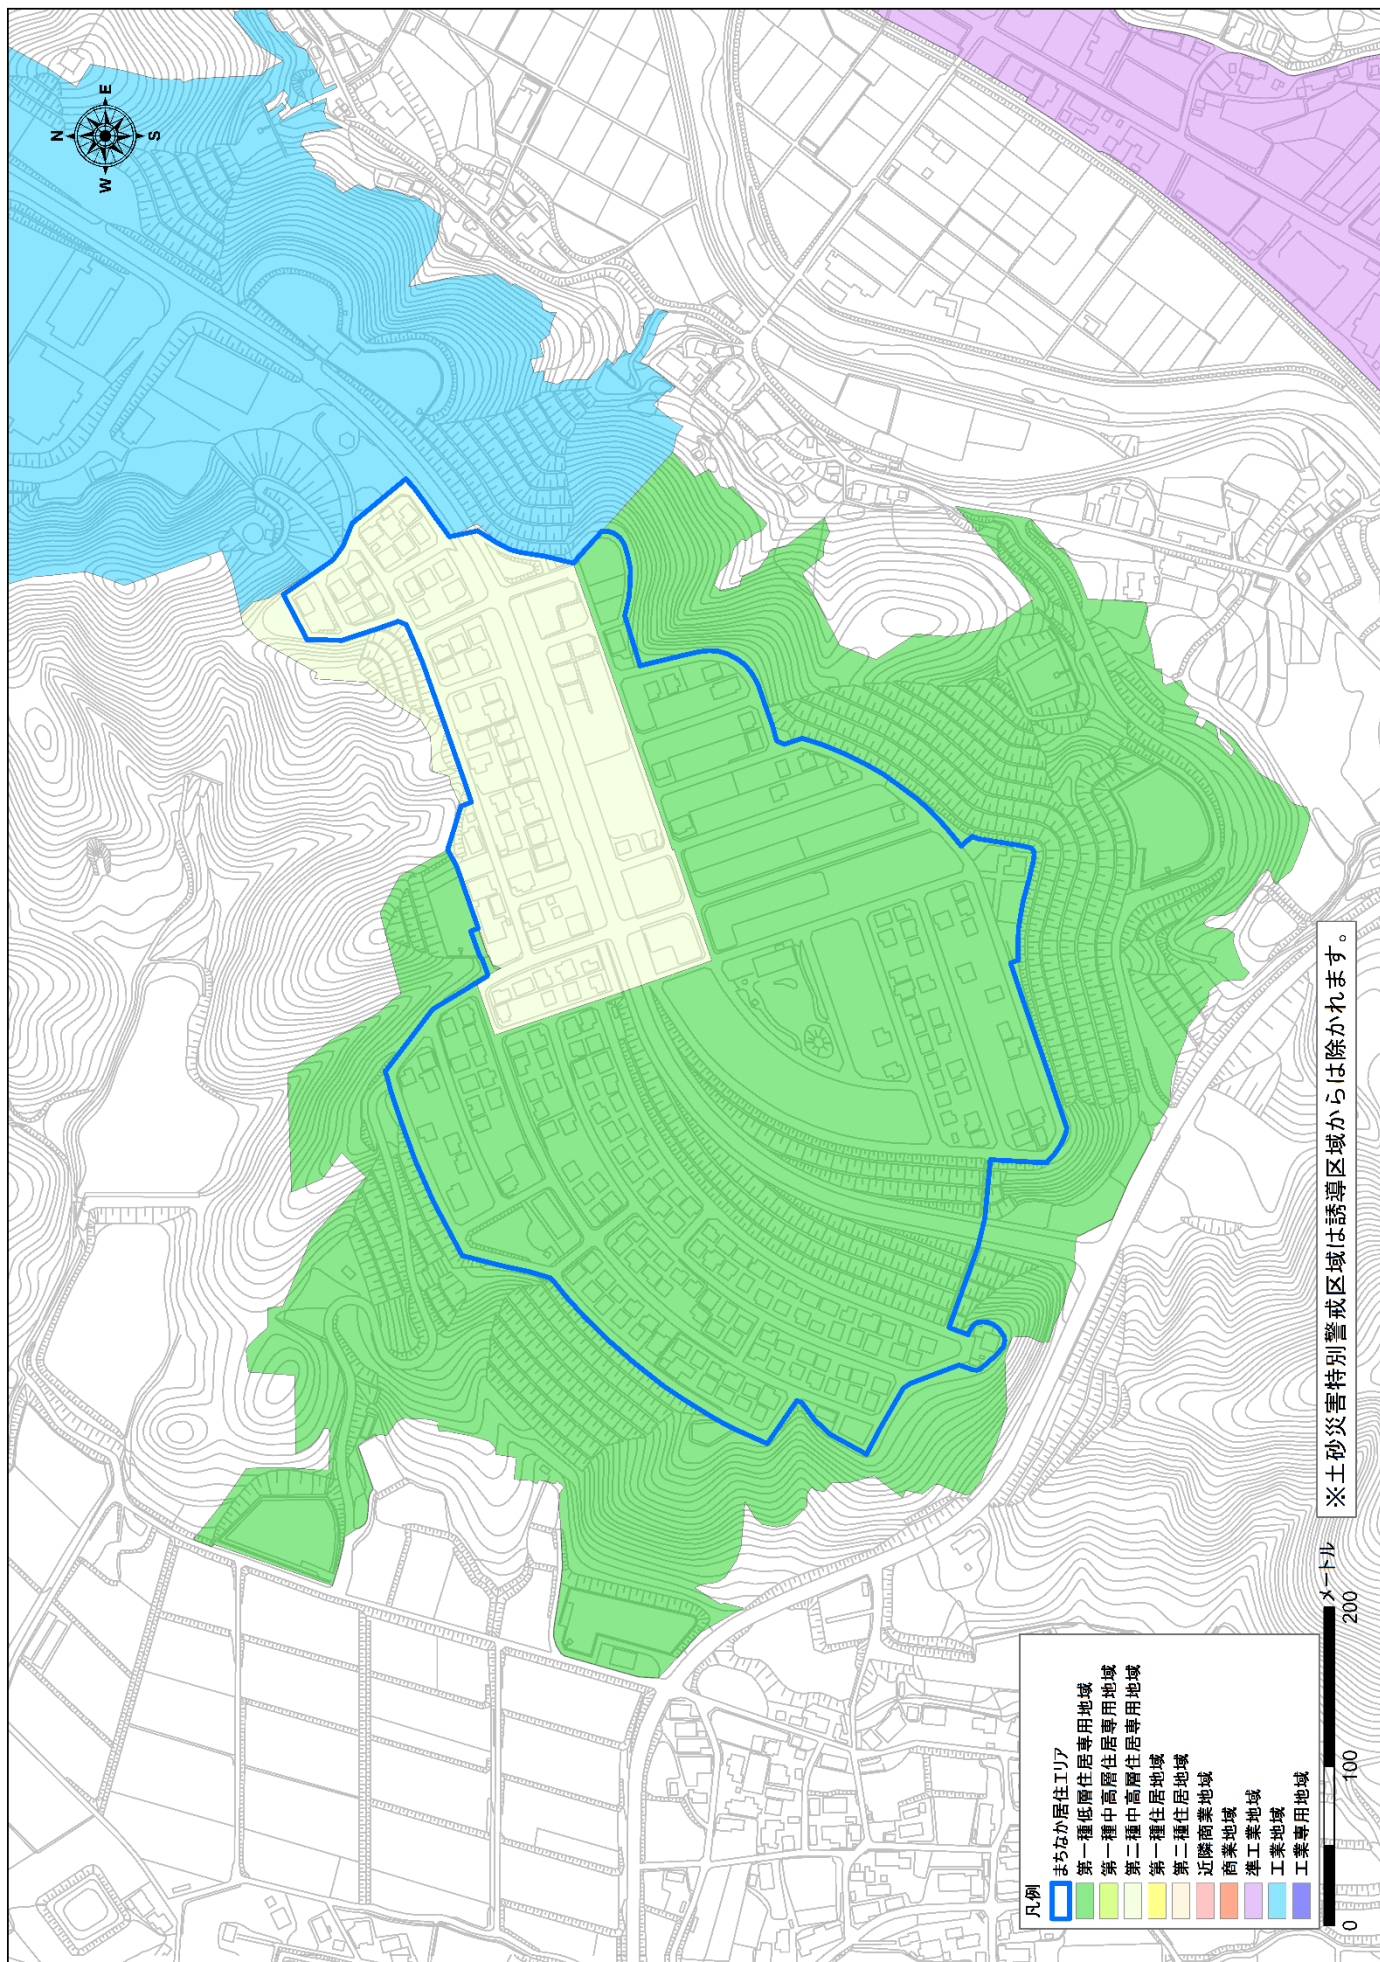 N
W
E
S
凡例
まちなか居住エリア
第一種低層住居専用地域
第一種中高層住居専用地域
第二種中高層住居専用地域
第一種住居地域
第二種住居地域
近隣商業地域
商業地域
準工業地域
工業地域
工業専用地域
0 100 200 メートル
※土砂災害特別警戒区域は誘導区域からは除かれます。